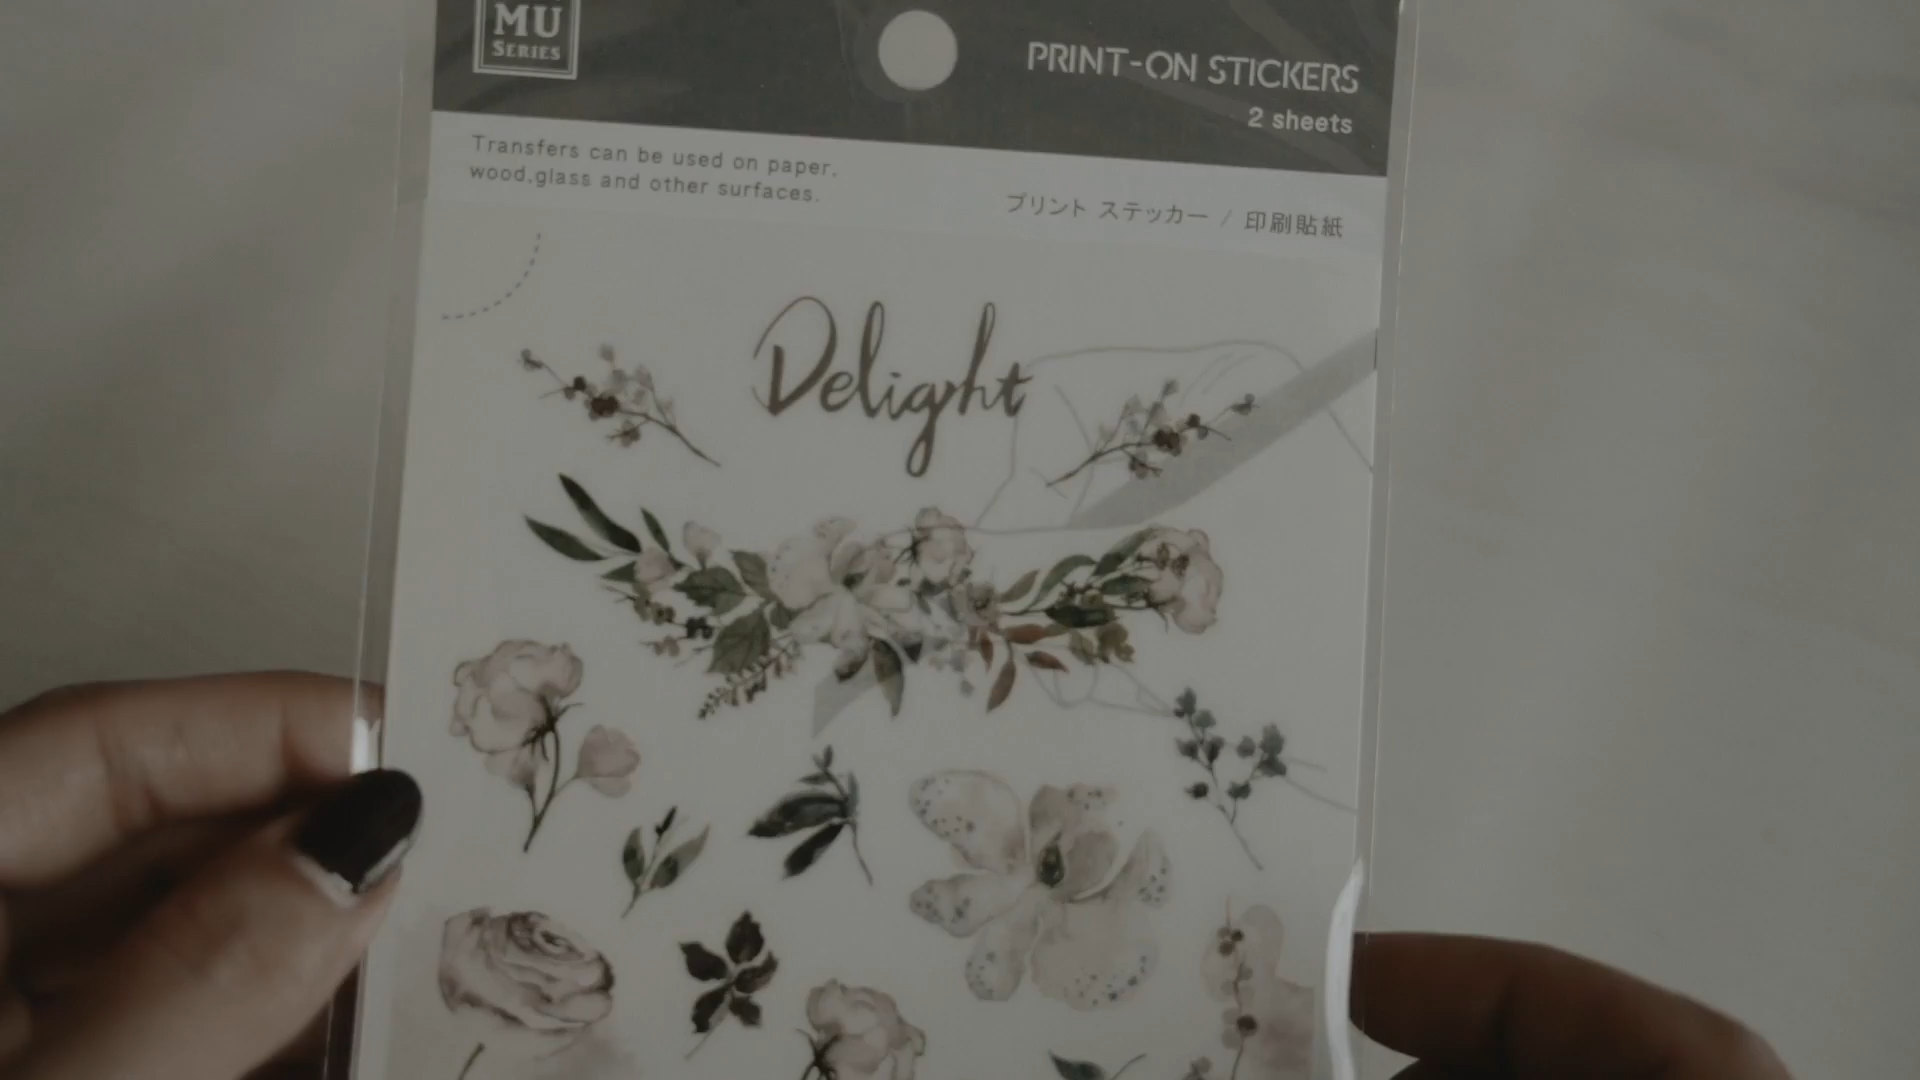 MU
SERIES
PRINT-ON STICKERS
2 sheets
Transfers can be used on paper,
wood,glass and other surfaces.
プリント ステッカー / 印刷貼紙
Delight